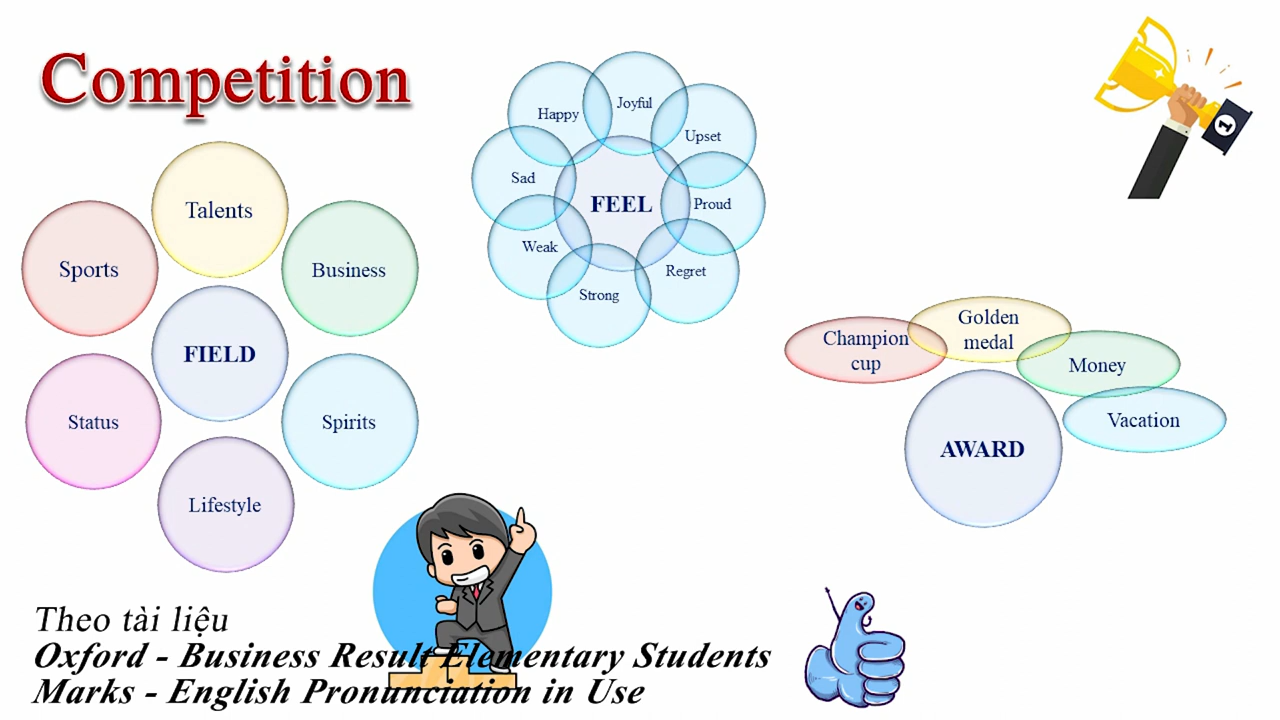 Competition
Talents
Sports
Business
FIELD
Status
Spirits
Lifestyle
Happy
Joyful
Upset
Sad
FEEL
Proud
Weak
Regret
Strong
1
Champion
cup
Golden
medal
Money
Vacation
AWARD
Theo tài liệu
Oxford - Business Result Elementary Students
Marks - English Pronunciation in Use